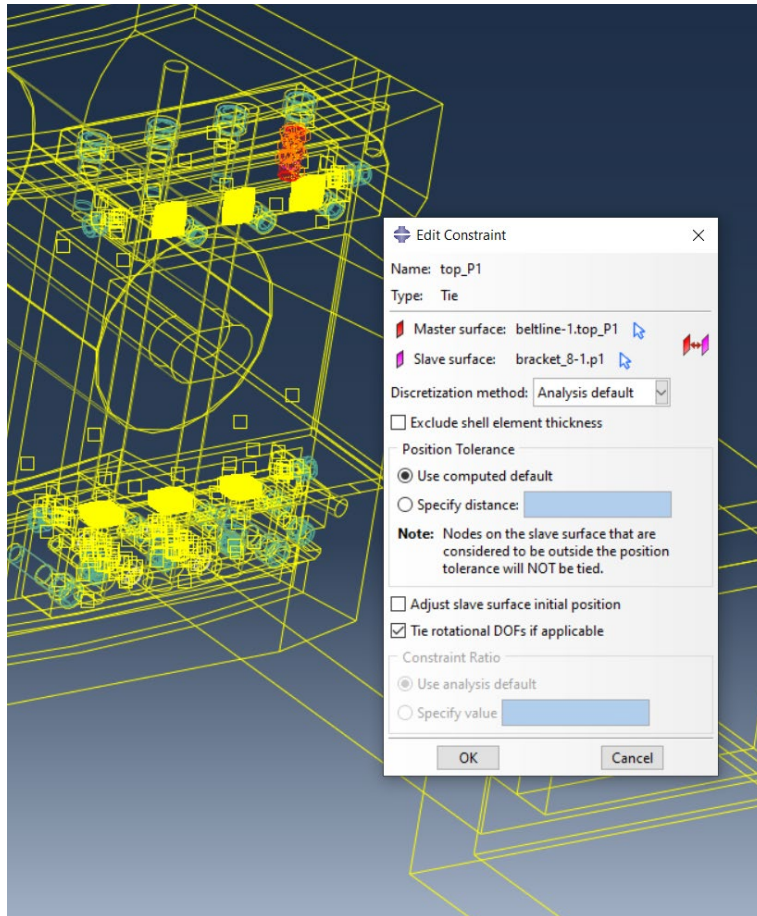 Edit Constraint
Name: top_P1
Type: Tie
Master surface: beltline-1.top_P1
Slave surface: bracket_8-1.p1
Discretization method: Analysis default
Exclude shell element thickness
Position Tolerance
Use computed default
Specify distance:
Note: Nodes on the slave surface that are
considered to be outside the position
tolerance will NOT be tied.
Adjust slave surface initial position
Tie rotational DOFs if applicable
Constraint Ratio
Use analysis default
Specify value
OK Cancel